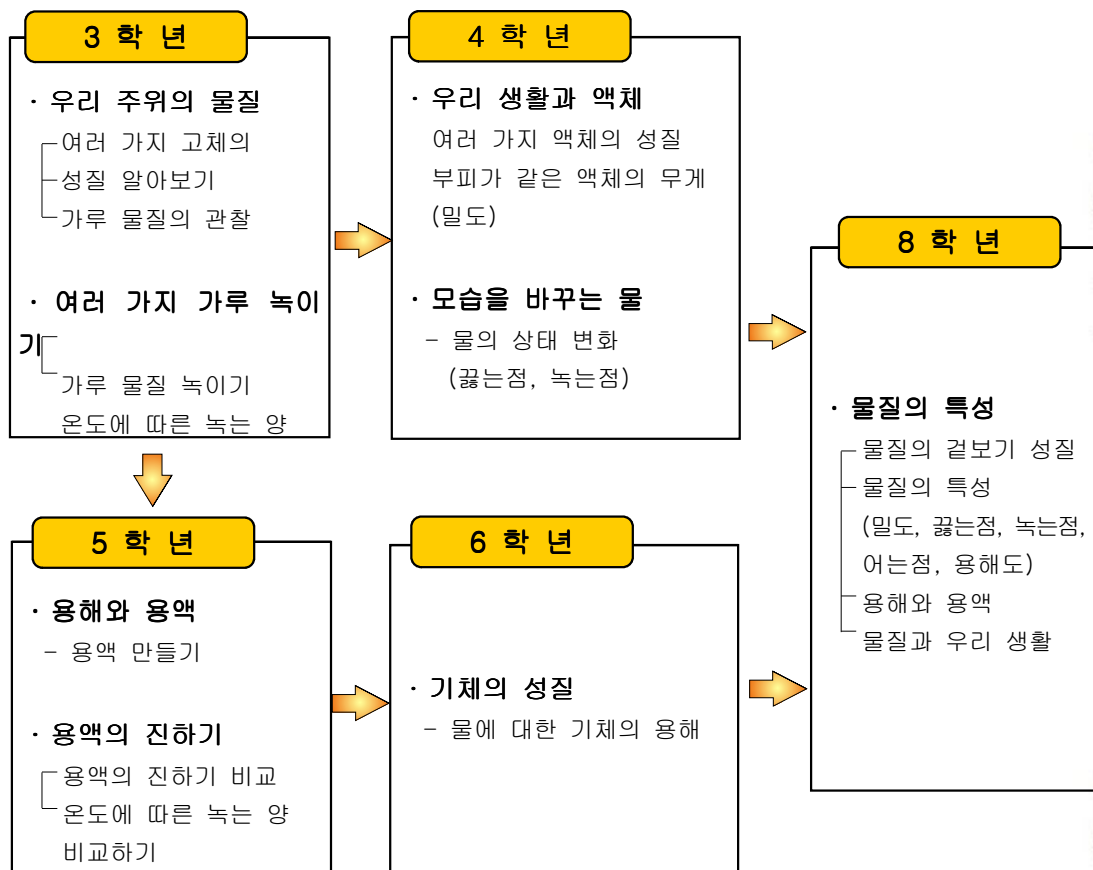 3 학 년
· 우리 주위의 물질
여러 가지 고체의
성질 알아보기
가루 물질의 관찰
· 여러 가지 가루 녹이
기
가루 물질 녹이기
온도에 따른 녹는 양
4 학 년
· 우리 생활과 액체
여러 가지 액체의 성질
부피가 같은 액체의 무게
(밀도)
· 모습을 바꾸는 물
- 물의 상태 변화
(끓는점, 녹는점)
5 학 년
· 용해와 용액
- 용액 만들기
· 용액의 진하기
용액의 진하기 비교
온도에 따른 녹는 양
비교하기
6 학 년
· 기체의 성질
- 물에 대한 기체의 용해
8 학 년
· 물질의 특성
물질의 겉보기 성질
물질의 특성
(밀도, 끓는점, 녹는점,
어는점, 용해도)
용해와 용액
물질과 우리 생활